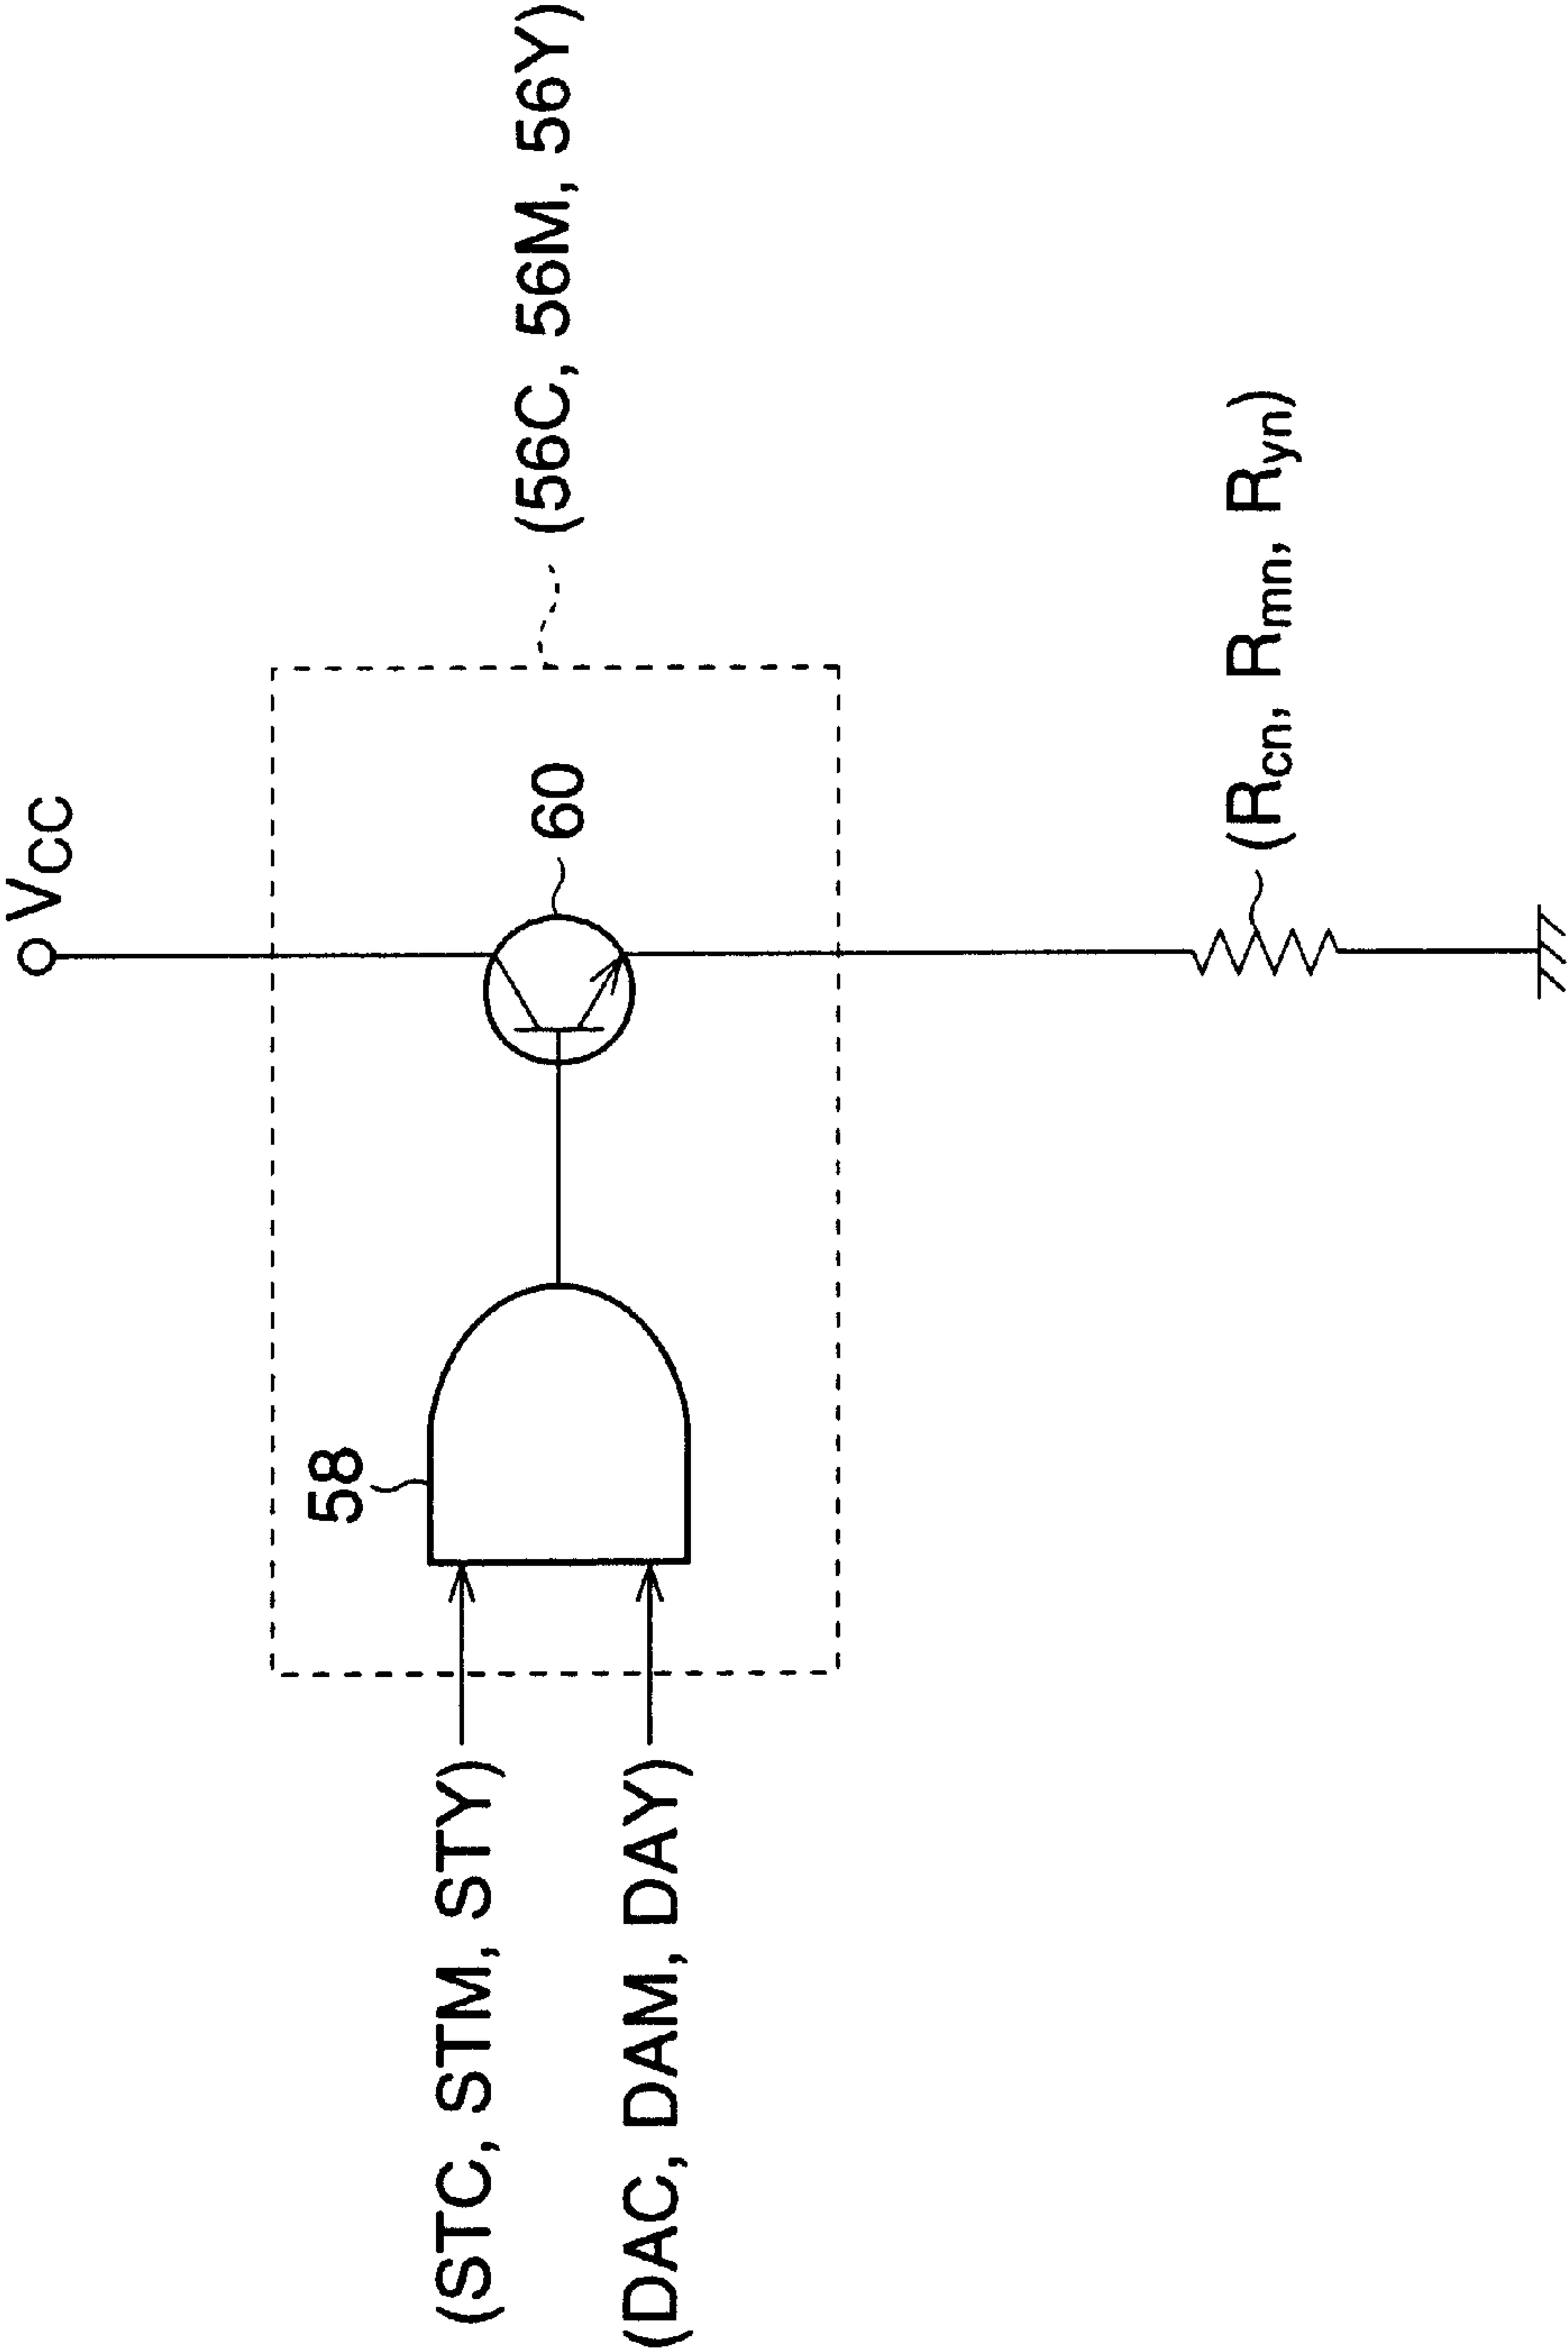 Vcc
58
60
(56C, 56M, 56Y)
(STC, STM, STY)
(DAC, DAM, DAY)
(Rcn, Rmn, Ryn)